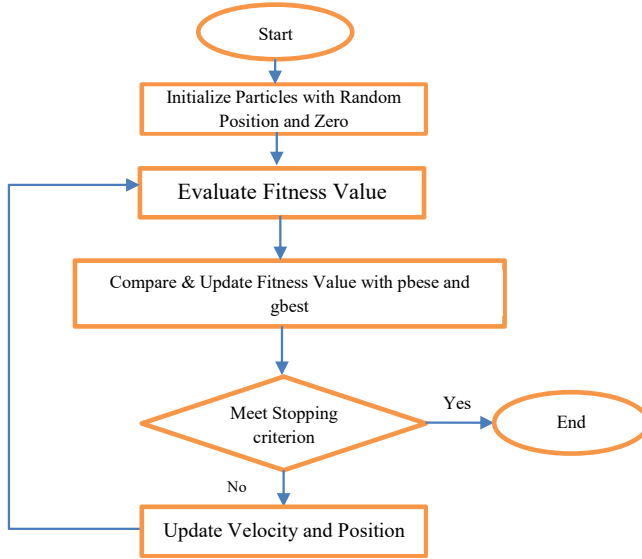 Start
Initialize Particles with Random
Position and Zero
Evaluate Fitness Value
Compare & Update Fitness Value with pbese and
gbest
Meet Stopping
criterion
Yes
End
No
Update Velocity and Position